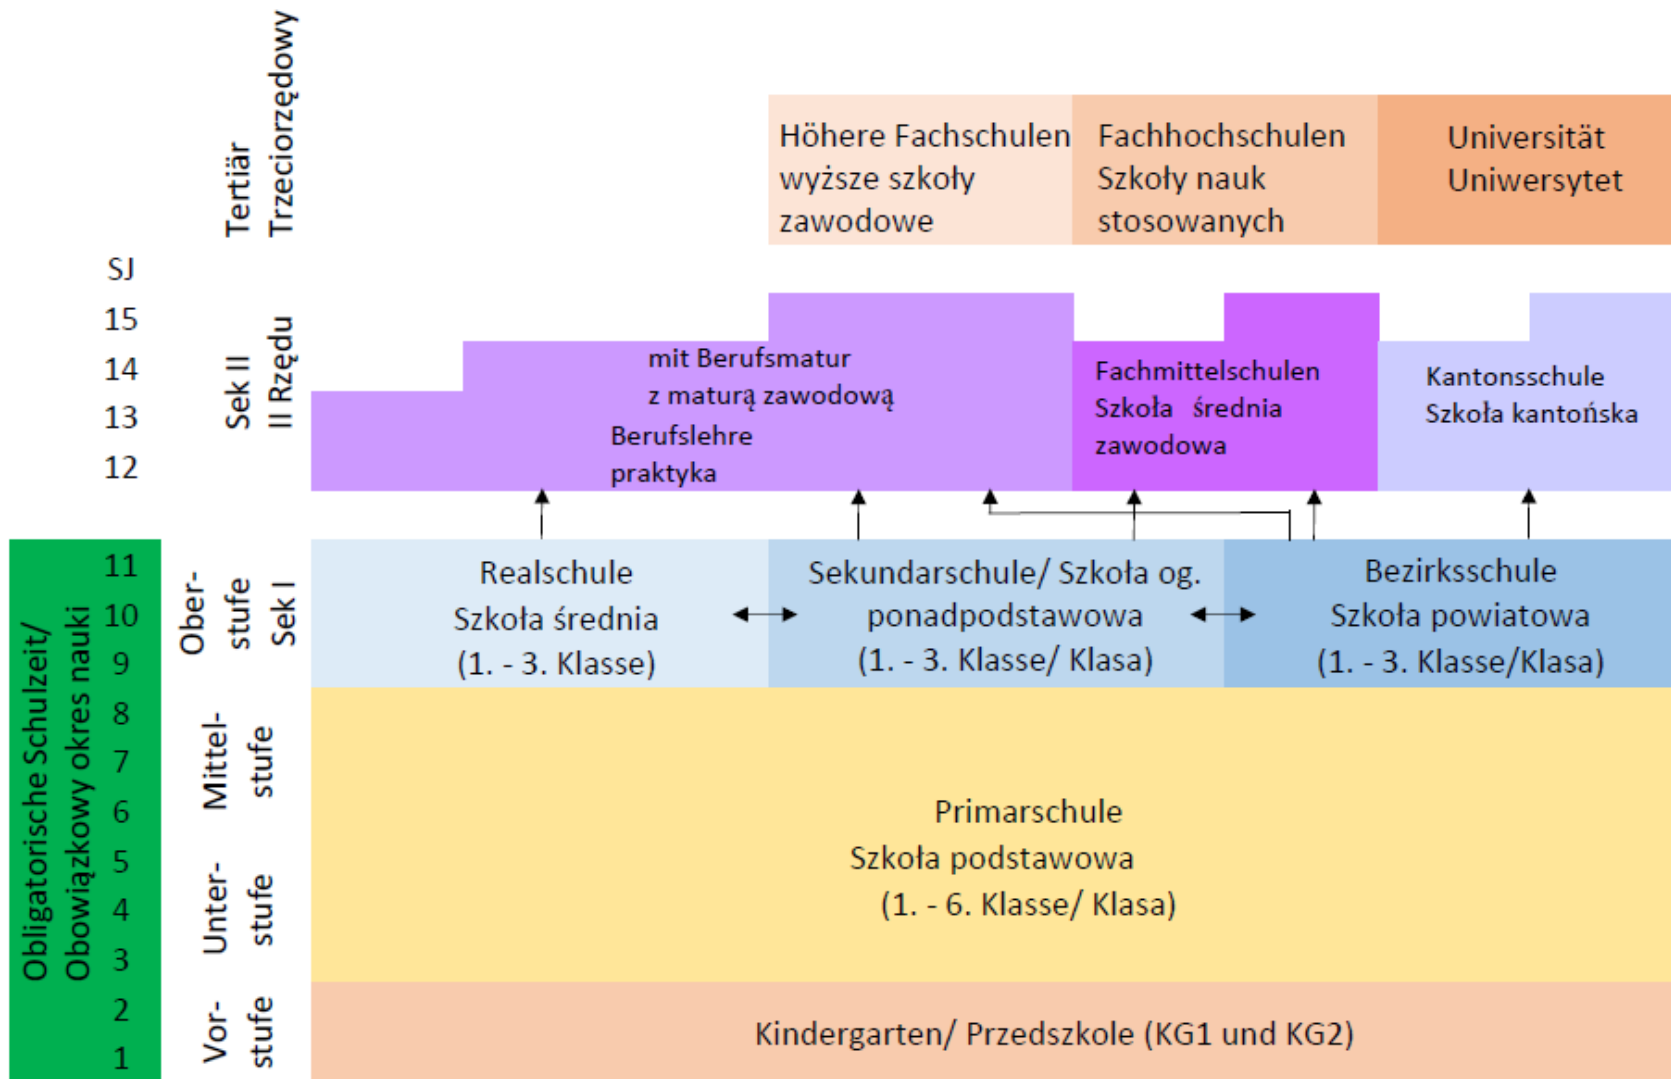 Tertiär
Trzeciorzędowy
Höhere Fachschulen
wyższe szkoły
zawodowe
Fachhochschulen
Szkoły nauk
stosowanych
Universität
Uniwersytet
SJ
15
14
13
12
Sek II
II Rzędu
mit Berufsmatur
z maturą zawodową
Berufslehre
praktyka
Fachmittelschulen
Szkoła średnia
zawodowa
Kantonsschule
Szkoła kantońska
Obligatorische Schulzeit/
Obowiązkowy okres nauki
11
10
9
8
7
6
5
4
3
2
1
Ober-
stufe
Sek I
Realschule
Szkoła średnia
(1. - 3. Klasse)
Sekundarschule/ Szkoła og.
ponadpodstawowa
(1. - 3. Klasse/ Klasa)
Bezirksschule
Szkoła powiatowa
(1. - 3. Klasse/Klasa)
Mittel-
stufe
Unter-
stufe
Primarschule
Szkoła podstawowa
(1. - 6. Klasse/ Klasa)
Vor-
stufe
Kindergarten/ Przedszkole (KG1 und KG2)